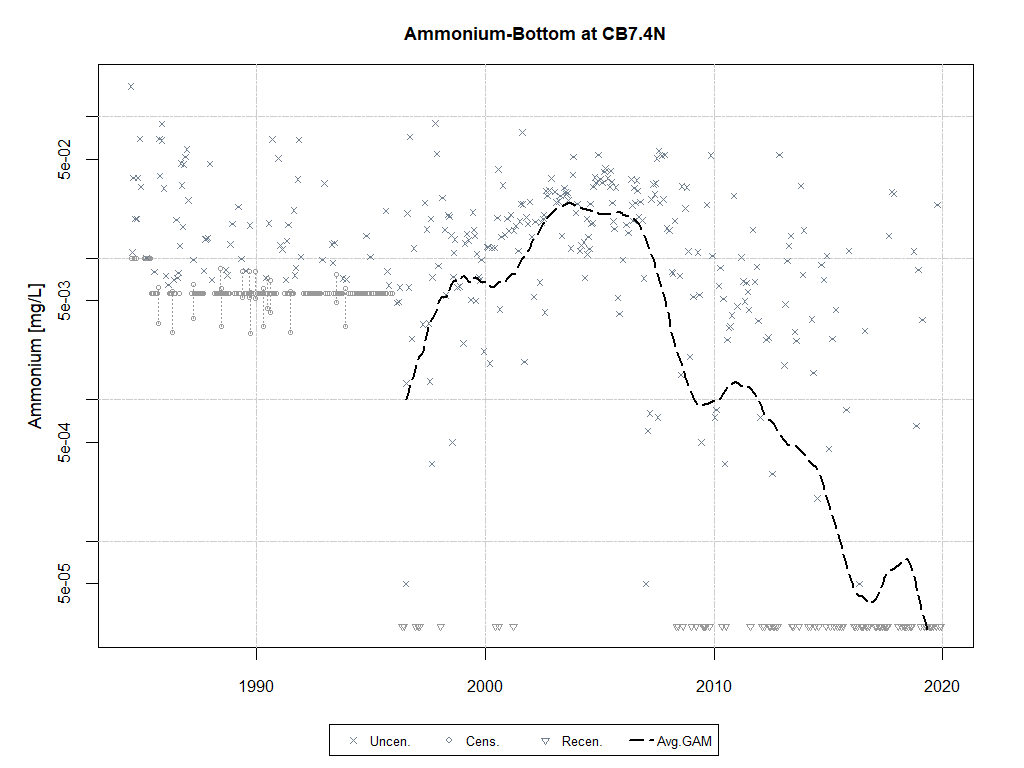 Ammonium-Bottom at CB7.4N
Ammonium [mg/L]
5e-02
5e-03
5e-04
5e-05
1990 2000 2010 2020
Uncen. Cens. Recen. Avg.GAM